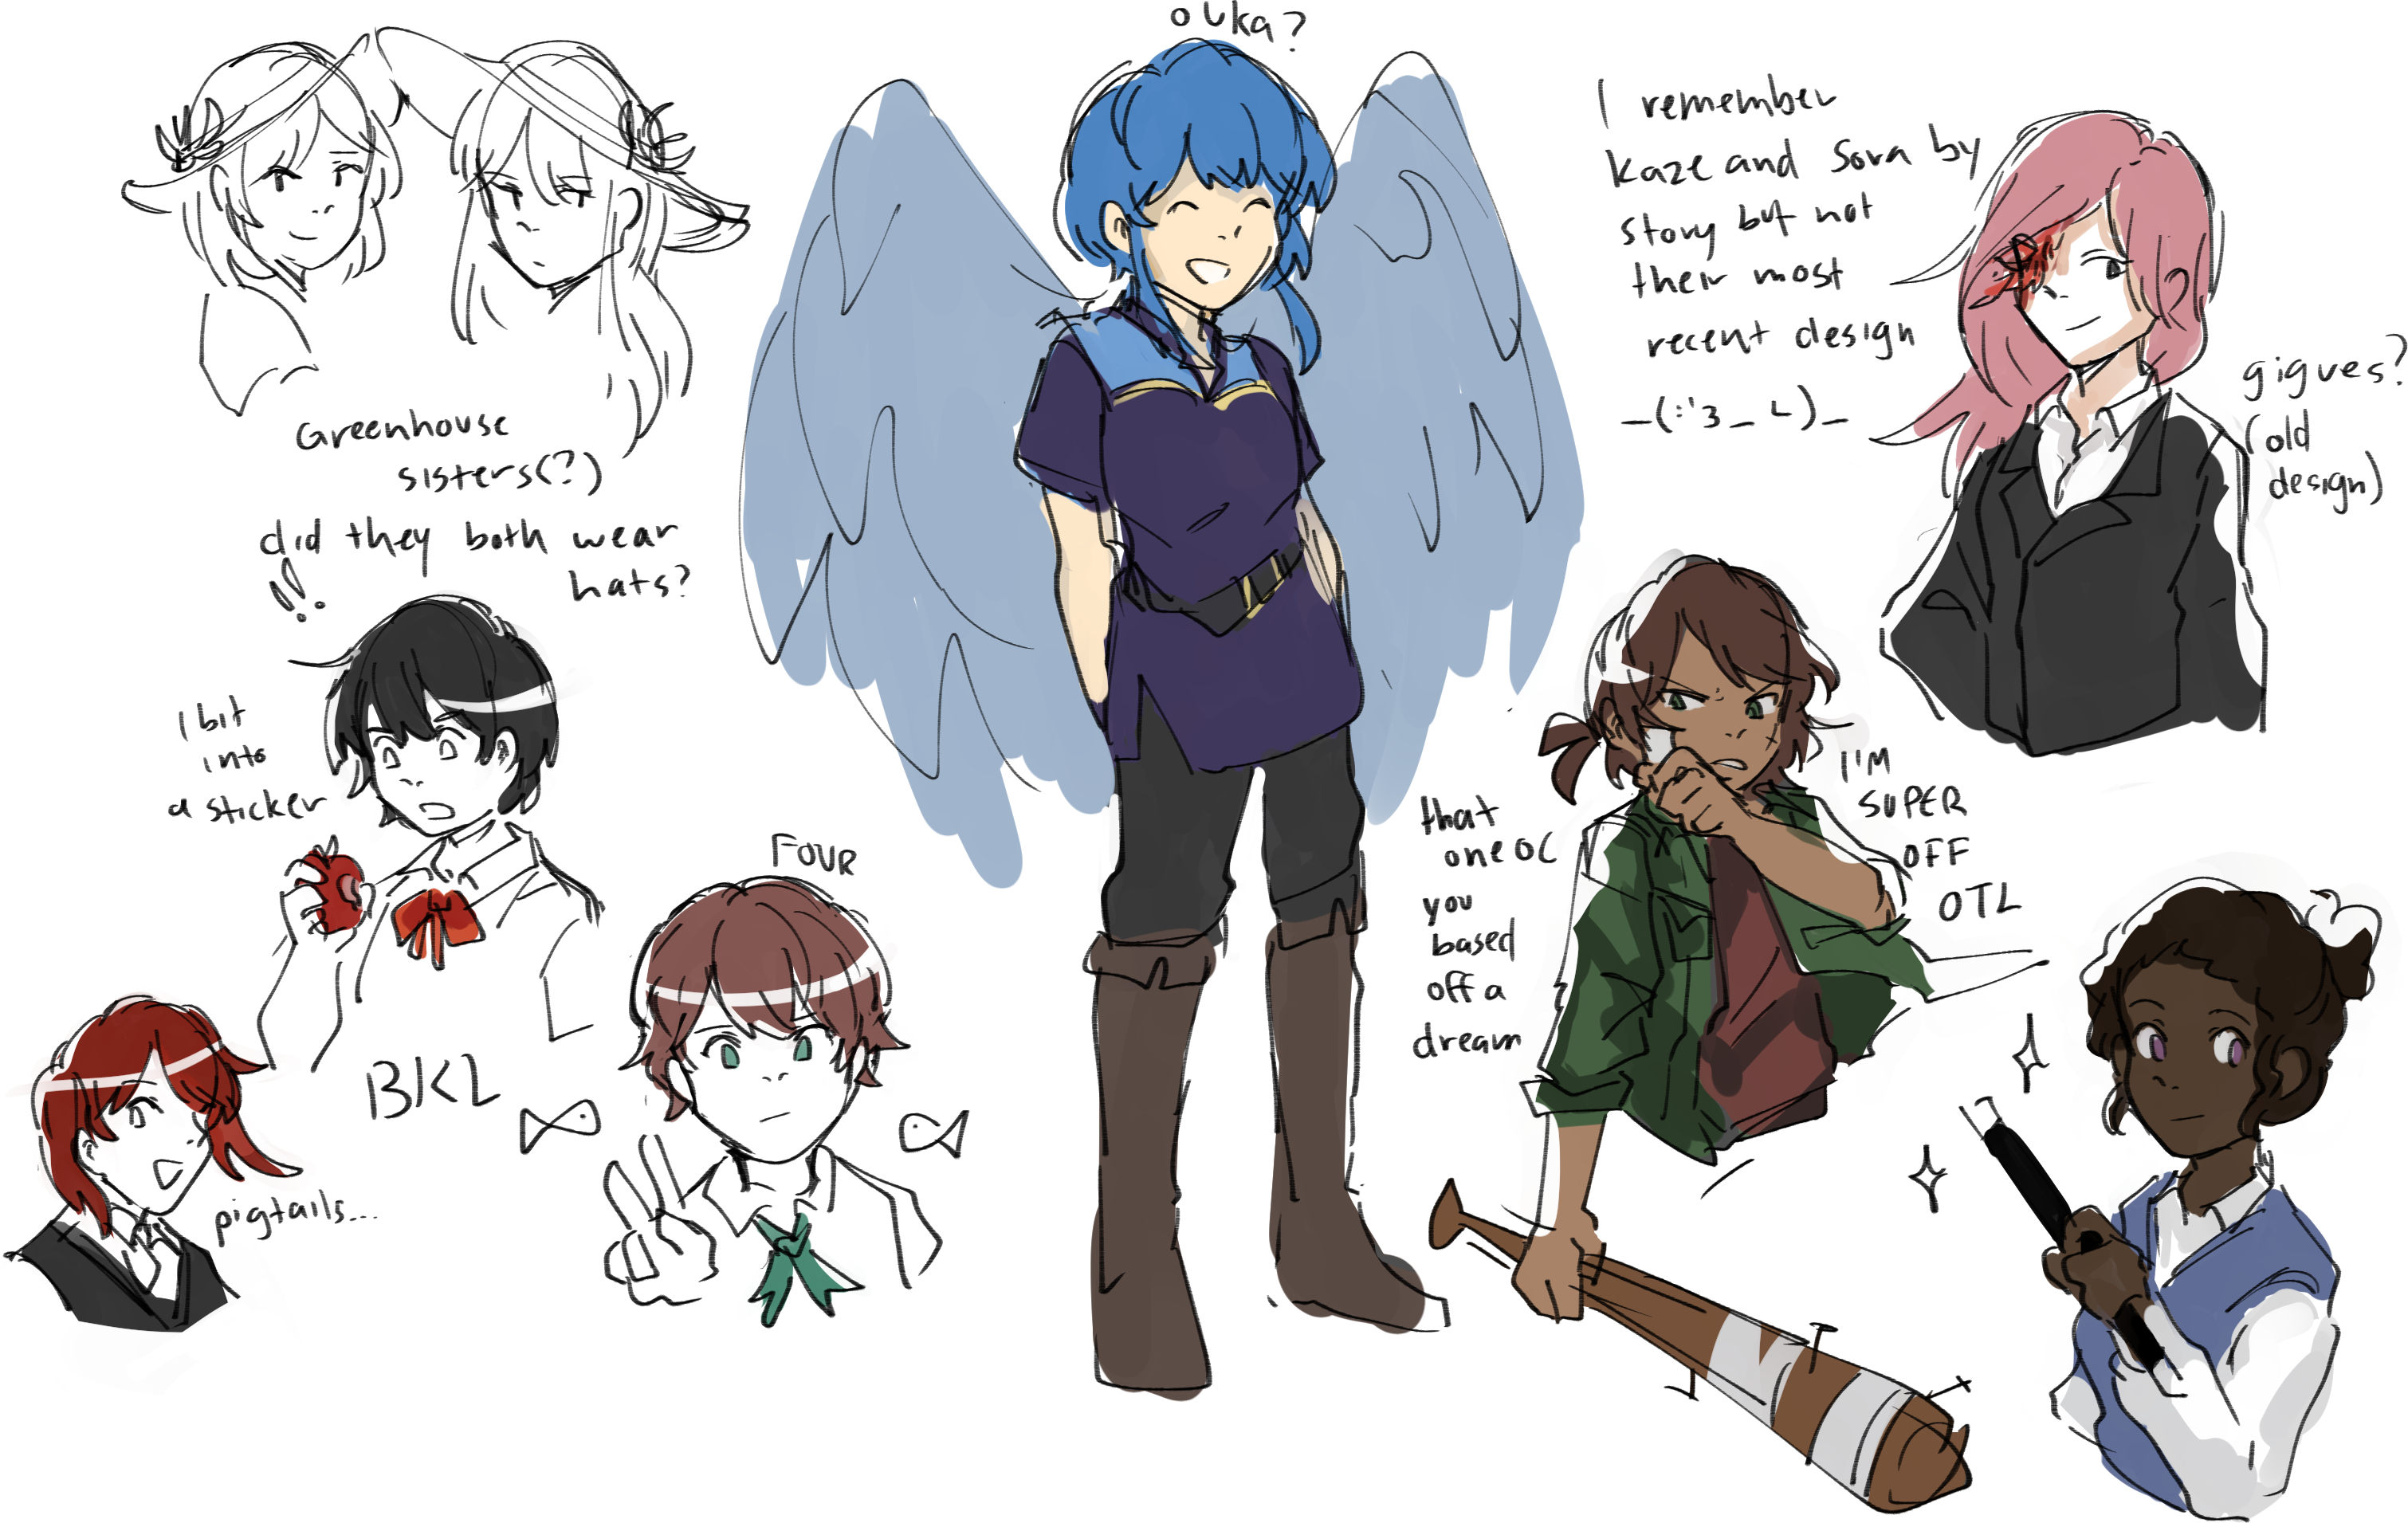 ouka?
I remember
kaze and Sora by
story but not
their most
recent design
_(:'3_ L)_
gigues?
(old
design)
Greenhouse
sisters(?)
did they both wear
hats?
!!
I bit
into
a sticker
BKL
pigtails...
FOUR
that
one OC
you
based
off a
dream
I'M
SUPER
OFF
OTL